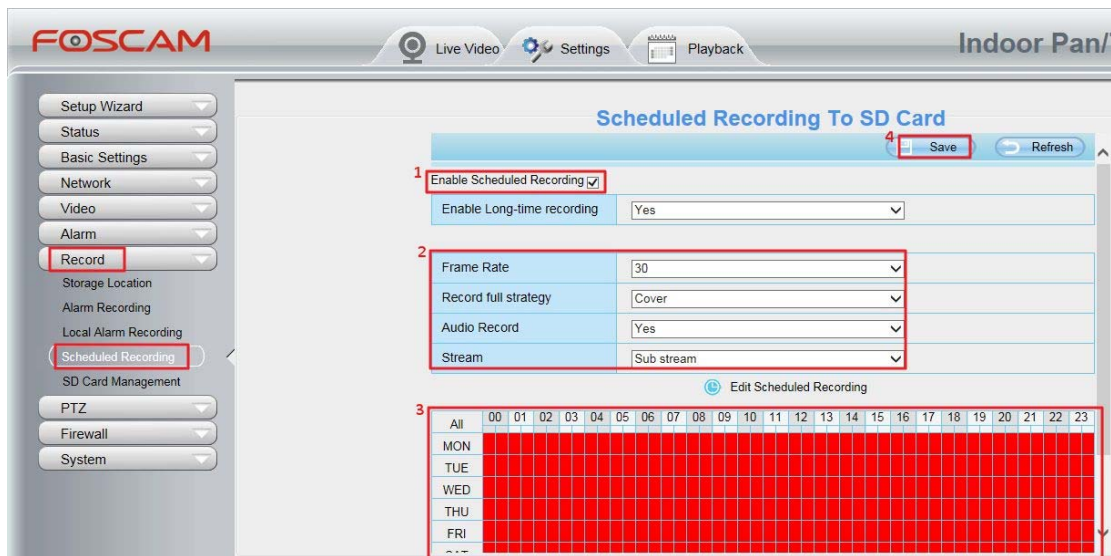 FOSCAM
Live Video
Settings
Playback
Indoor Pan/
Setup Wizard
Status
Basic Settings
Network
Video
Alarm
Record
Storage Location
Alarm Recording
Local Alarm Recording
Scheduled Recording
SD Card Management
PTZ
Firewall
System
Scheduled Recording To SD Card
4 Save Refresh
1 Enable Scheduled Recording
Enable Long-time recording Yes
2
Frame Rate 30
Record full strategy Cover
Audio Record Yes
Stream Sub stream
Edit Scheduled Recording
3
All 00 01 02 03 04 05 06 07 08 09 10 11 12 13 14 15 16 17 18 19 20 21 22 23
MON
TUE
WED
THU
FRI